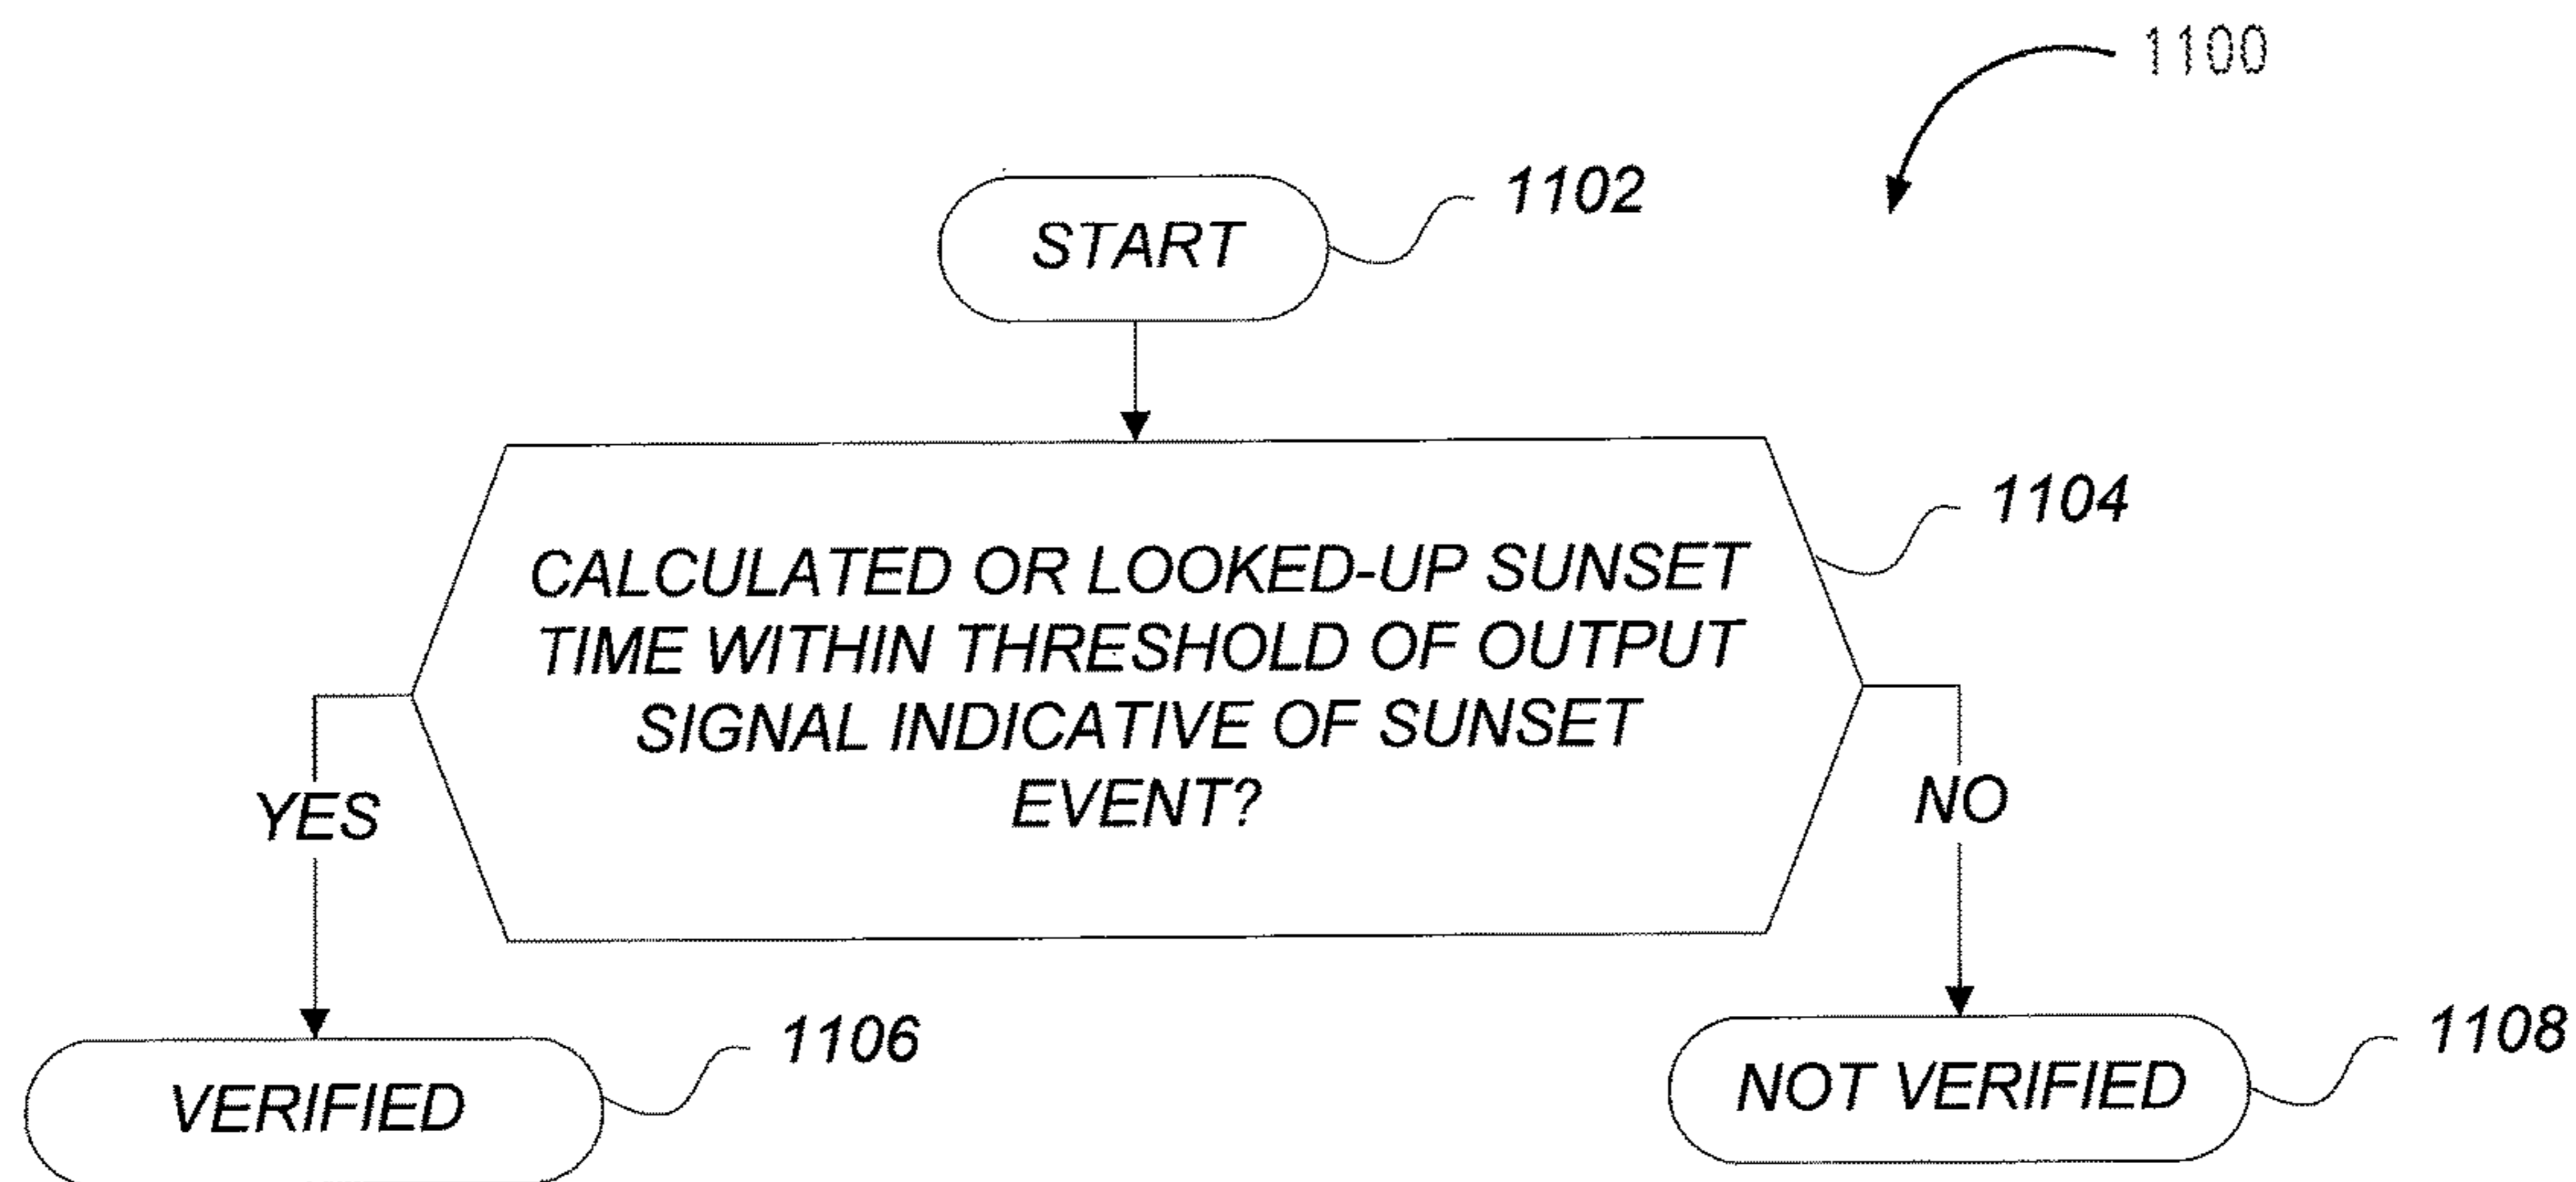 1100
1102
START
1104
CALCULATED OR LOOKED-UP SUNSET
TIME WITHIN THRESHOLD OF OUTPUT
SIGNAL INDICATIVE OF SUNSET
EVENT?
YES
NO
1106
VERIFIED
1108
NOT VERIFIED